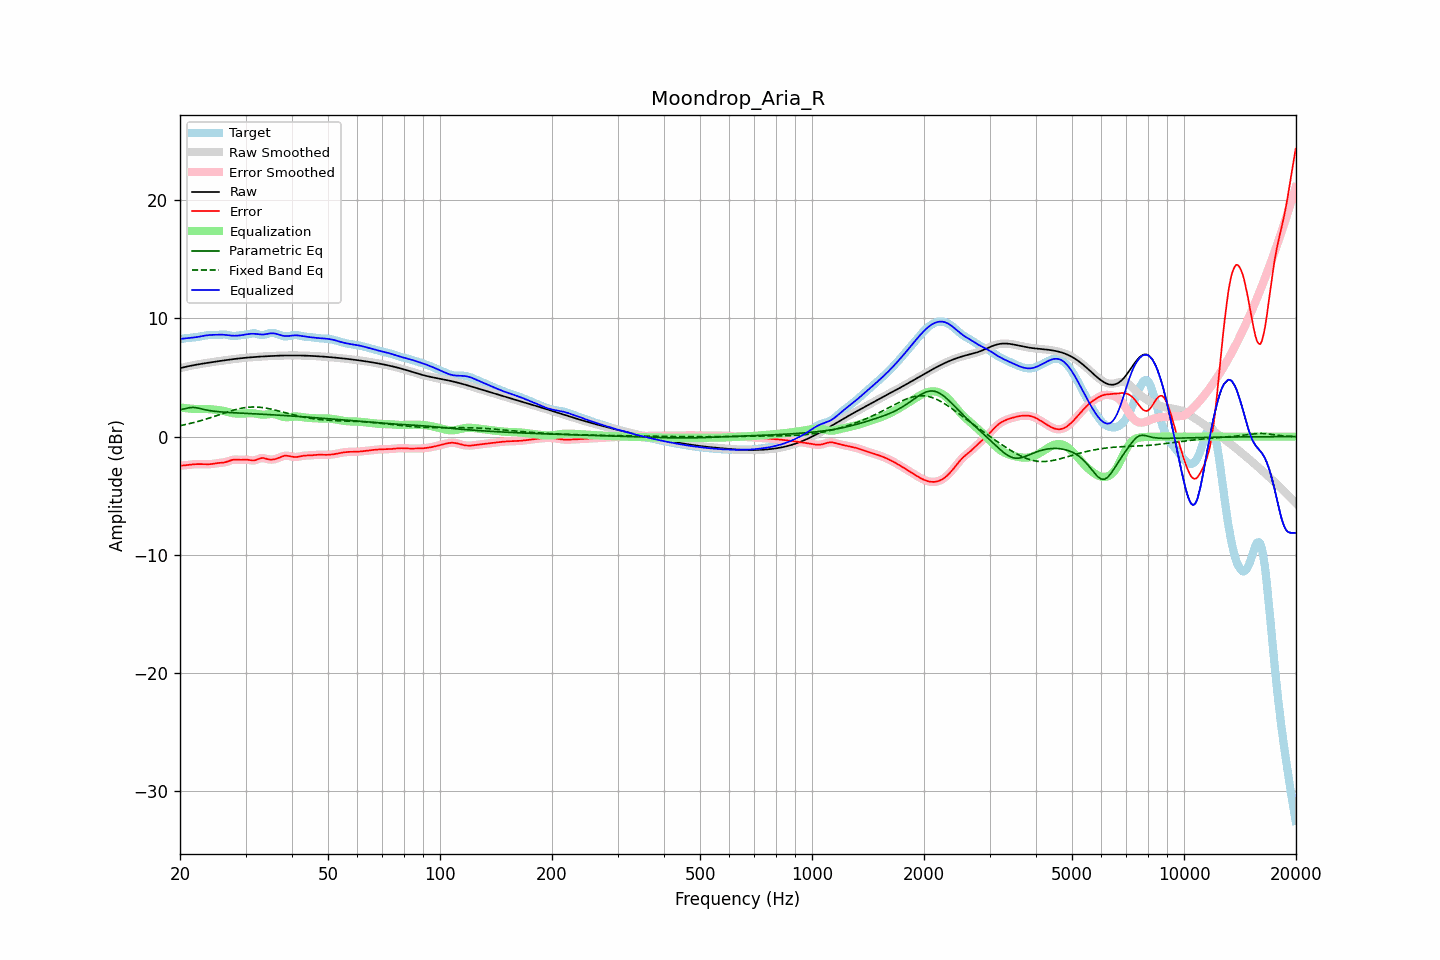 Moondrop_Aria_R
Target
Raw Smoothed
Error Smoothed
Raw
Error
Equalization
Parametric Eq
Fixed Band Eq
Equalized
Amplitude (dBr)
20
10
0
−10
−20
−30
20 50 100 200 500 1000 2000 5000 10000 20000
Frequency (Hz)